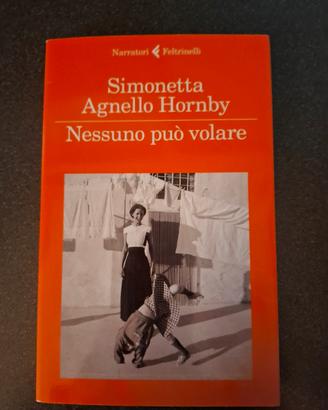 Narratori Feltrinelli
Simonetta
Agnello Hornby
Nessuno può volare